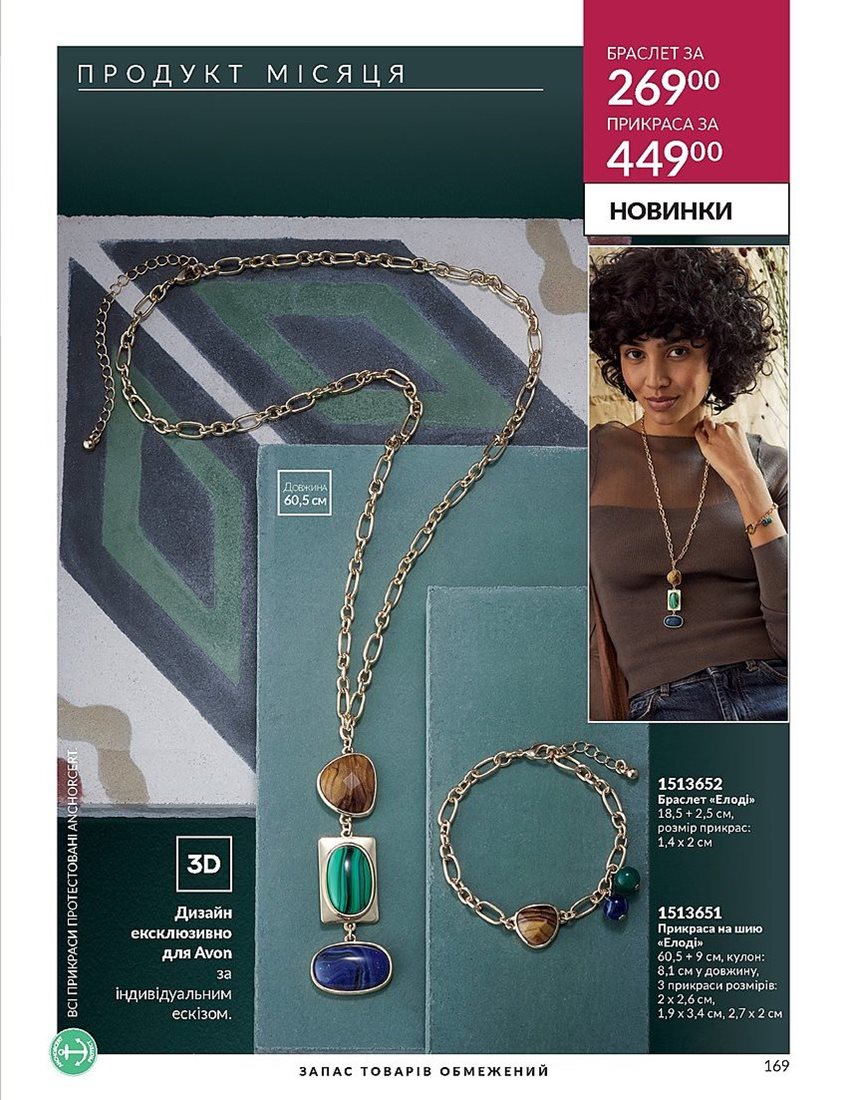 ПРОДУКТ МІСЯЦЯ
БРАСЛЕТ ЗА
269⁰⁰
ПРИКРАСА ЗА
449⁰⁰
НОВИНКИ
Довжина
60,5 см
1513652
Браслет «Елоді»
18,5 + 2,5 см,
розмір прикрас:
1,4 х 2 см
1513651
Прикраса на шию
«Елоді»
60,5 + 9 см, кулон:
8,1 см у довжину,
3 прикраси розмірів:
2 х 2,6 см,
1,9 х 3,4 см, 2,7 х 2 см
3D
Дизайн
ексклюзивно
для Avon
за
індивідуальним
ескізом.
ВСІ ПРИКРАСИ ПРОТЕСТОВАНІ ANCHORCERT.
ЗАПАС ТОВАРІВ ОБМЕЖЕНИЙ
169